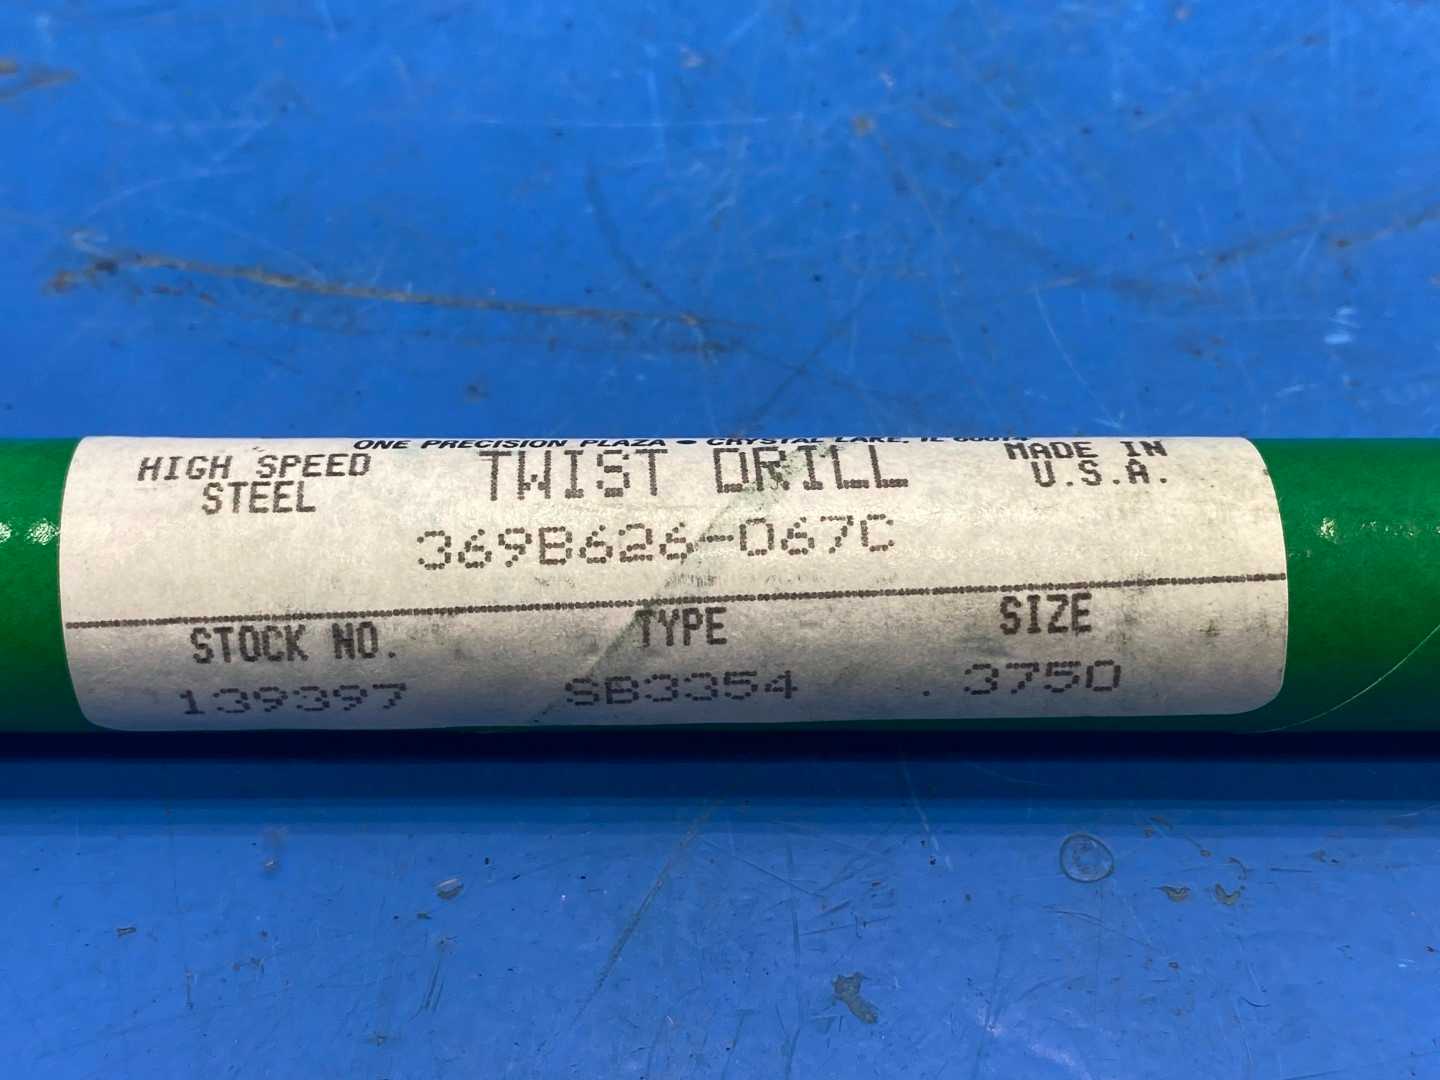 ONE PRECISION PLAZA • CRYSTAL LAKE, IL 60014
HIGH SPEED STEEL
TWIST DRILL
MADE IN U.S.A.
369B626-067C
STOCK NO. TYPE SIZE
139397 SB3354 .3750